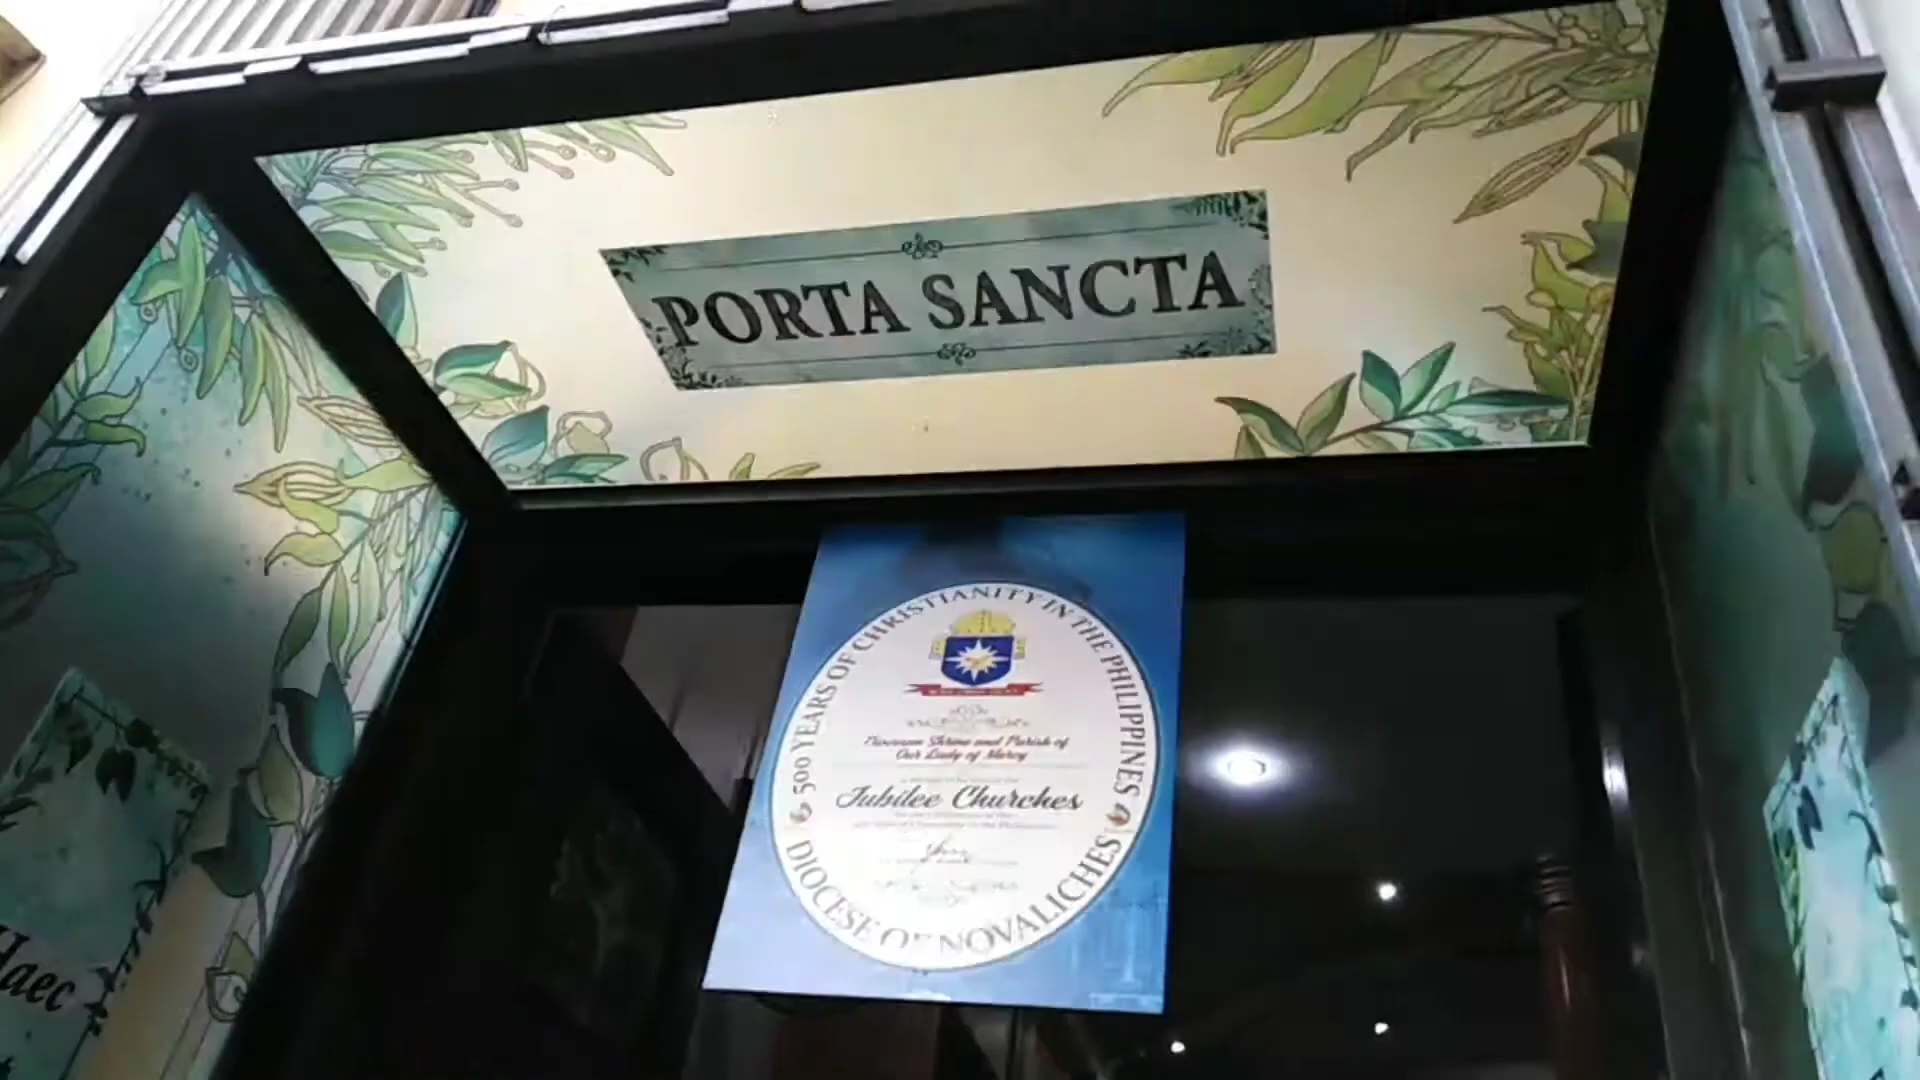 PORTA SANCTA
500 YEARS OF CHRISTIANITY IN THE PHILIPPINES
Diocesan Shrine and Parish of
Our Lady of Mercy
Jubilee Churches
DIOCESE OF NOVALICHES
Haec